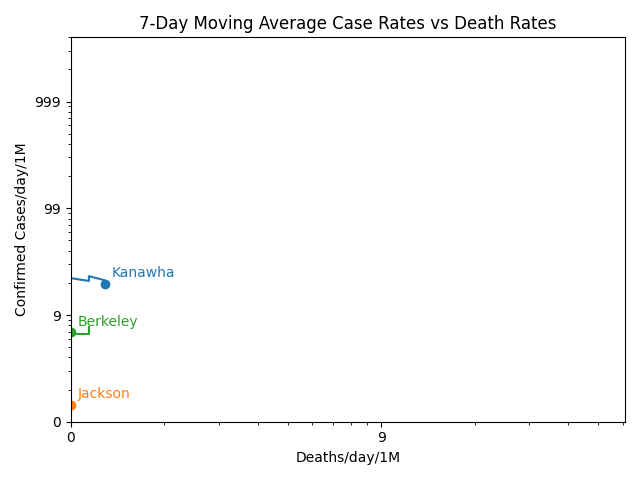 7-Day Moving Average Case Rates vs Death Rates
Confirmed Cases/day/1M
999
99
9
0
Kanawha
Berkeley
Jackson
0
9
Deaths/day/1M